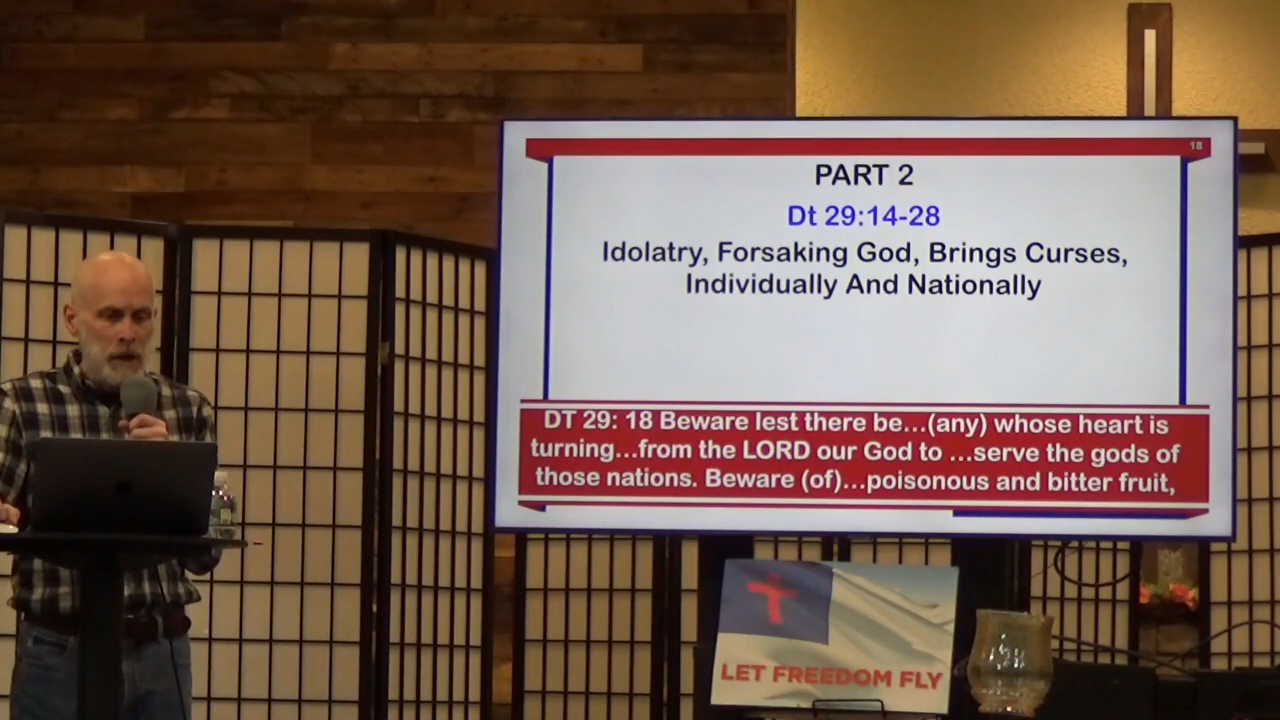 18
PART 2
Dt 29:14-28
Idolatry, Forsaking God, Brings Curses,
Individually And Nationally
DT 29: 18 Beware lest there be...(any) whose heart is
turning...from the LORD our God to ...serve the gods of
those nations. Beware (of)...poisonous and bitter fruit,
LET FREEDOM FLY